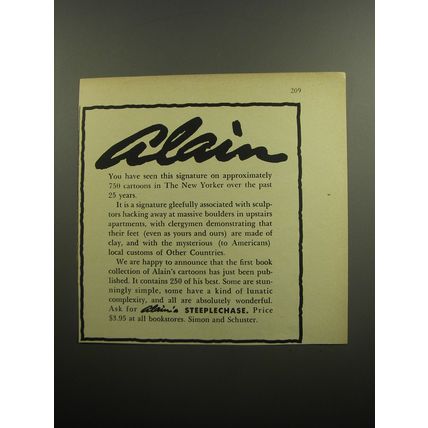 209
Alain
You have seen this signature on approximately
750 cartoons in The New Yorker over the past
25 years.
It is a signature gleefully associated with sculp-
tors hacking away at massive boulders in upstairs
apartments, with clergymen demonstrating that
their feet (even as yours and ours) are made of
clay, and with the mysterious (to Americans)
local customs of Other Countries.
We are happy to announce that the first book
collection of Alain's cartoons has just been pub-
lished. It contains 250 of his best. Some are stun-
ningly simple, some have a kind of lunatic
complexity, and all are absolutely wonderful.
Ask for Alain's STEEPLECHASE. Price
$3.95 at all bookstores. Simon and Schuster.